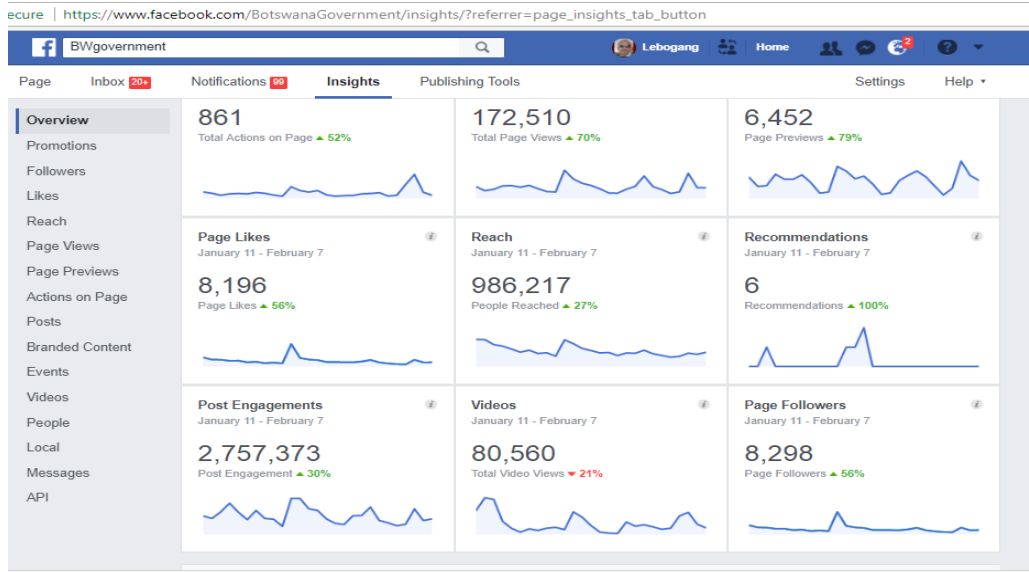 ecure | https://www.facebook.com/BotswanaGovernment/insights/?referrer=page_insights_tab_button
f BWgovernment Lebogang Home 2 ?
Page Inbox 20+ Notifications 99 Insights Publishing Tools Settings Help
Overview
Promotions
Followers
Likes
Reach
Page Views
Page Previews
Actions on Page
Posts
Branded Content
Events
Videos
People
Local
Messages
API
861
Total Actions on Page ▲ 52%
172,510
Total Page Views ▲ 70%
6,452
Page Previews ▲ 79%
Page Likes i
January 11 - February 7
8,196
Page Likes ▲ 56%
Reach i
January 11 - February 7
986,217
People Reached ▲ 27%
Recommendations i
January 11 - February 7
6
Recommendations ▲ 100%
Post Engagements i
January 11 - February 7
2,757,373
Post Engagement ▲ 30%
Videos i
January 11 - February 7
80,560
Total Video Views ▼ 21%
Page Followers i
January 11 - February 7
8,298
Page Followers ▲ 56%